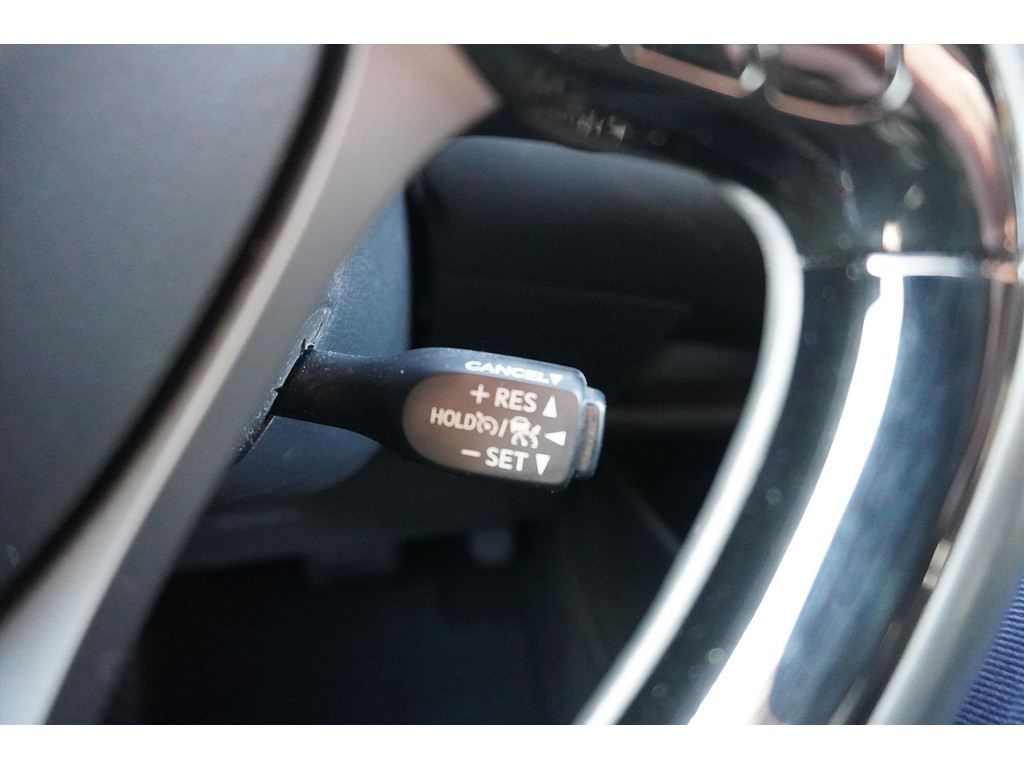 CANCEL▼
+ RES ▲
HOLD / ◀
− SET ▼